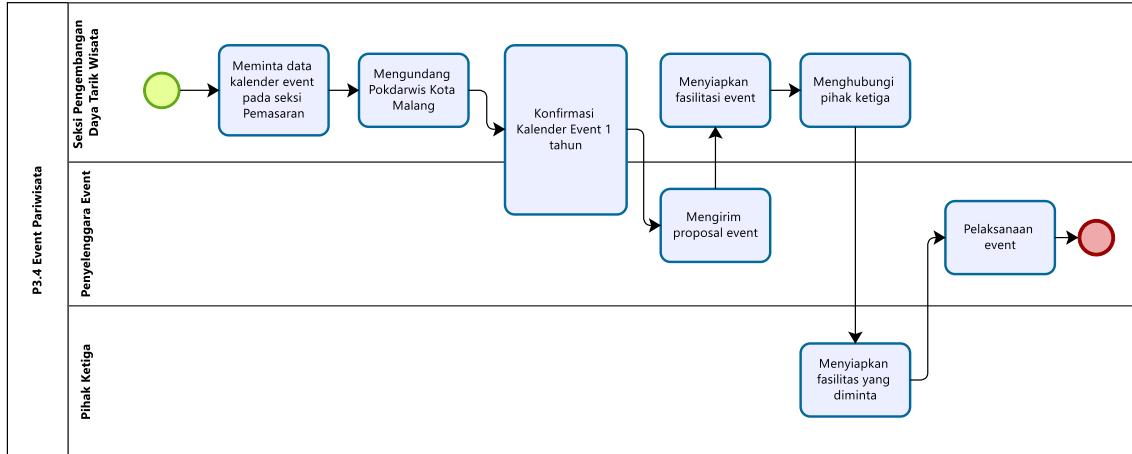 P3.4 Event Pariwisata
Seksi Pengembangan
Daya Tarik Wisata
Meminta data
kalender event
pada seksi
Pemasaran
Mengundang
Pokdarwis Kota
Malang
Konfirmasi
Kalender Event 1
tahun
Menyiapkan
fasilitasi event
Menghubungi
pihak ketiga
Penyelenggara Event
Mengirim
proposal event
Pelaksanaan
event
Pihak Ketiga
Menyiapkan
fasilitas yang
diminta